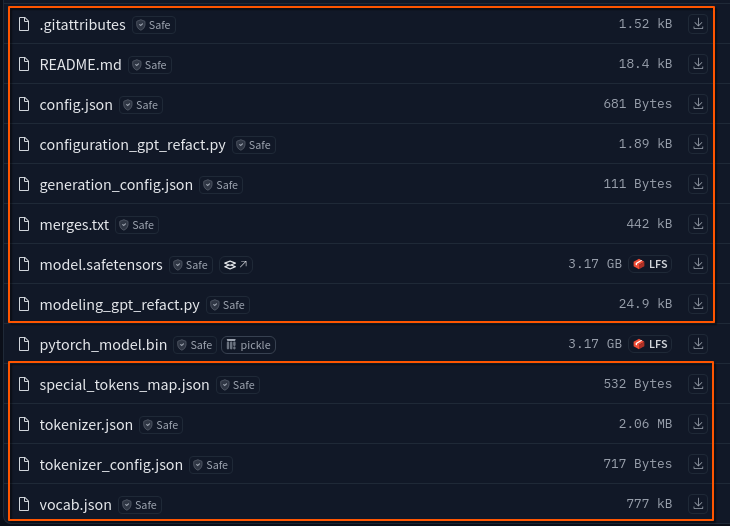 .gitattributes Safe 1.52 kB
README.md Safe 18.4 kB
config.json Safe 681 Bytes
configuration_gpt_refact.py Safe 1.89 kB
generation_config.json Safe 111 Bytes
merges.txt Safe 442 kB
model.safetensors Safe 3.17 GB LFS
modeling_gpt_refact.py Safe 24.9 kB
pytorch_model.bin Safe pickle 3.17 GB LFS
special_tokens_map.json Safe 532 Bytes
tokenizer.json Safe 2.06 MB
tokenizer_config.json Safe 717 Bytes
vocab.json Safe 777 kB